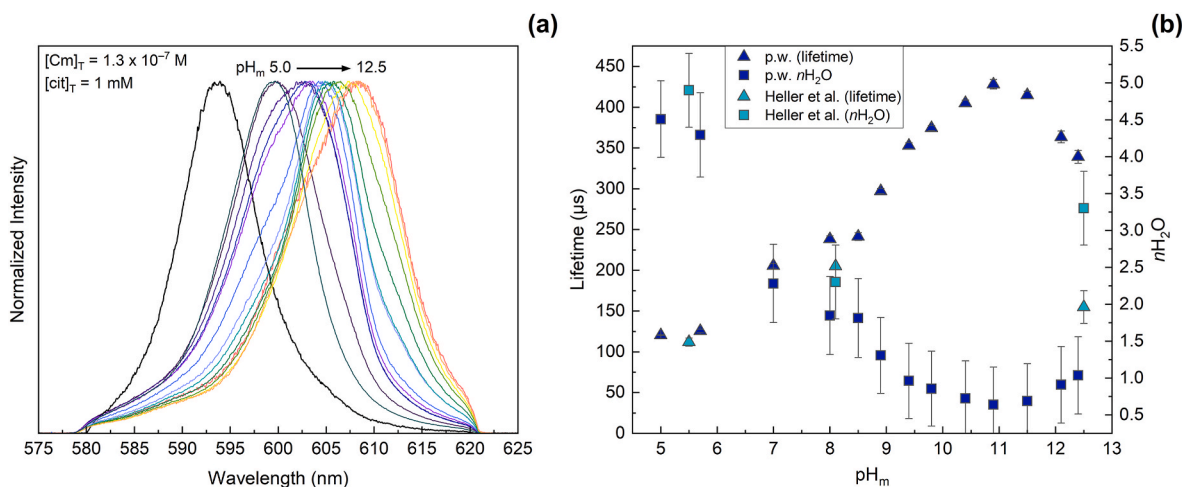 (a)
[Cm]T = 1.3 x 10⁻⁷ M
[cit]T = 1 mM
pHm 5.0 12.5
Normalized Intensity
575 580 585 590 595 600 605 610 615 620 625
Wavelength (nm)
(b)
p.w. (lifetime)
p.w. nH₂O
Heller et al. (lifetime)
Heller et al. (nH₂O)
Lifetime (µs)
450
400
350
300
250
200
150
100
50
0
5 6 7 8 9 10 11 12 13
pHm
5.5
5.0
4.5
4.0
3.5
3.0
2.5
2.0
1.5
1.0
0.5
nH₂O